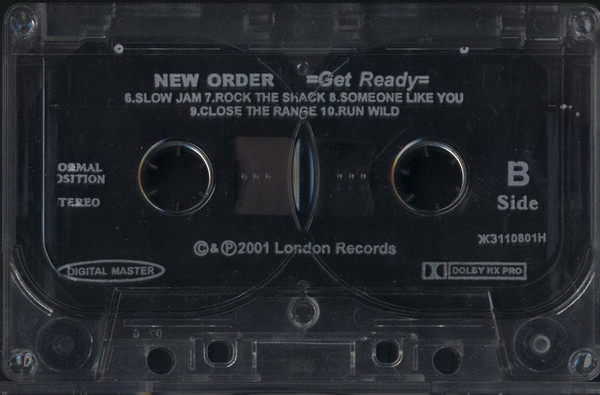 NEW ORDER =Get Ready=
6.SLOW JAM 7.ROCK THE SHACK 8.SOMEONE LIKE YOU
9.CLOSE THE RANGE 10.RUN WILD
ORMAL
OSITION
TEREO
B
Side
Ж3110801H
©&℗2001 London Records
DIGITAL MASTER
DOLBY HX PRO